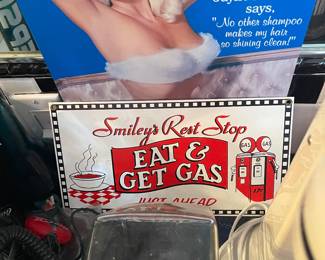 says,
"No other shampoo
makes my hair
so shining clean!"
Smiley's Rest Stop
EAT &
GET GAS
GAS GAS
JUST AHEAD